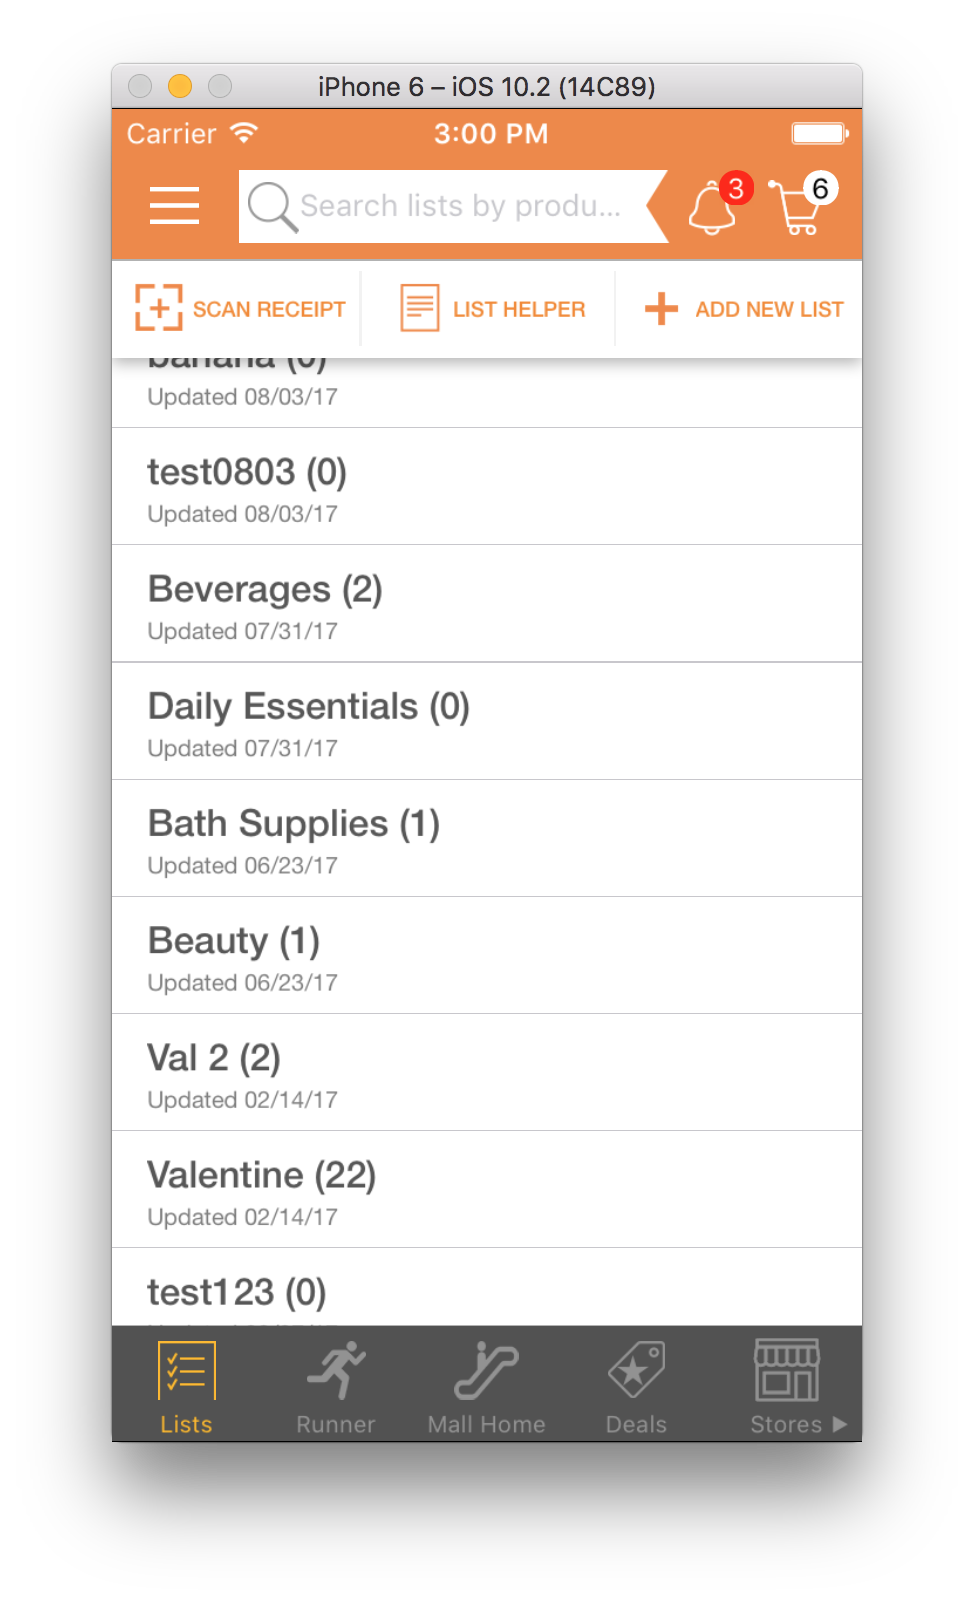 iPhone 6 – iOS 10.2 (14C89)
Carrier 3:00 PM
Search lists by produ... 3 6
SCAN RECEIPT LIST HELPER ADD NEW LIST
banana (0)
Updated 08/03/17
test0803 (0)
Updated 08/03/17
Beverages (2)
Updated 07/31/17
Daily Essentials (0)
Updated 07/31/17
Bath Supplies (1)
Updated 06/23/17
Beauty (1)
Updated 06/23/17
Val 2 (2)
Updated 02/14/17
Valentine (22)
Updated 02/14/17
test123 (0)
Lists Runner Mall Home Deals Stores ▶